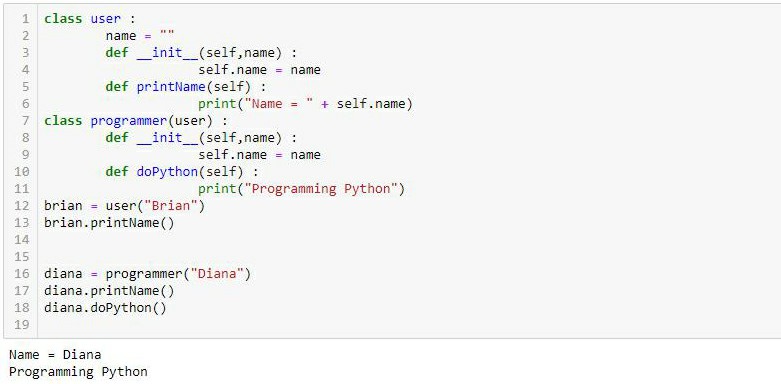 1 class user :
2         name = ""
3         def __init__(self,name) :
4                     self.name = name
5         def printName(self) :
6                     print("Name = " + self.name)
7 class programmer(user) :
8         def __init__(self,name) :
9                     self.name = name
10         def doPython(self) :
11                     print("Programming Python")
12 brian = user("Brian")
13 brian.printName()
14
15
16 diana = programmer("Diana")
17 diana.printName()
18 diana.doPython()
19
Name = Diana
Programming Python